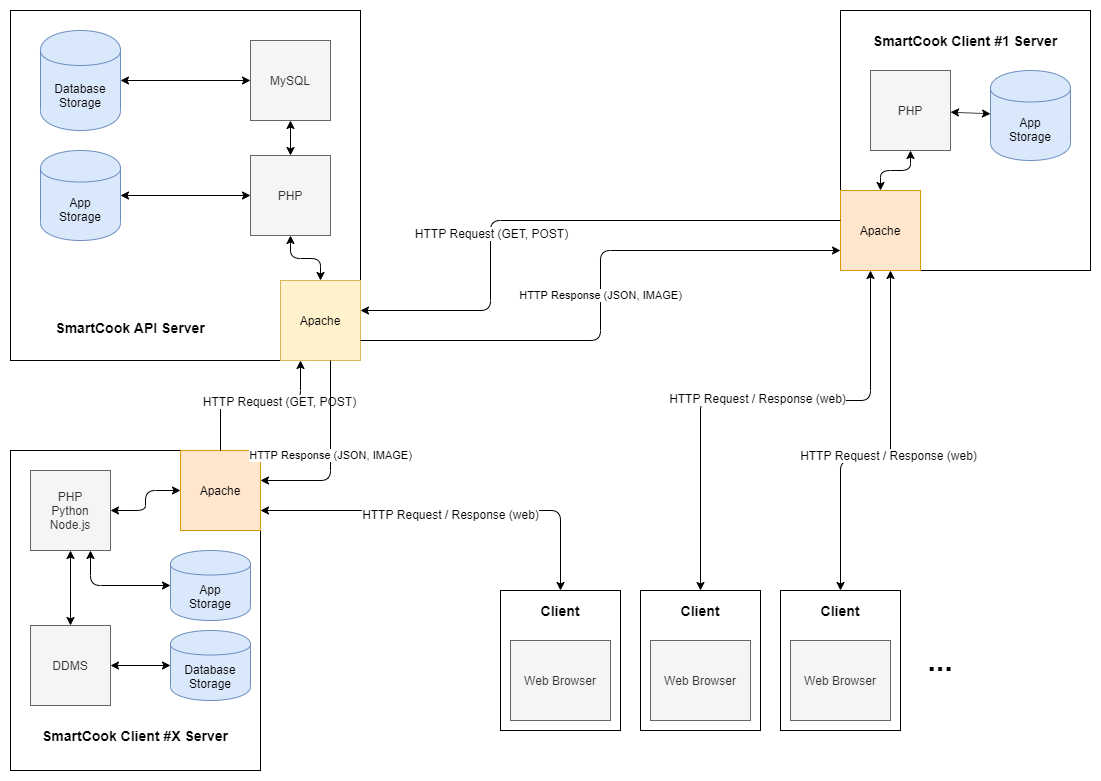 SmartCook Client #1 Server
Database
Storage
MySQL
PHP
App
Storage
App
Storage
PHP
Apache
HTTP Request (GET, POST)
HTTP Response (JSON, IMAGE)
SmartCook API Server
Apache
HTTP Request (GET, POST)
HTTP Request / Response (web)
HTTP Response (JSON, IMAGE)
HTTP Request / Response (web)
PHP
Python
Node.js
Apache
HTTP Request / Response (web)
App
Storage
Client
Client
Client
DDMS
Database
Storage
Web Browser
Web Browser
Web Browser
...
SmartCook Client #X Server